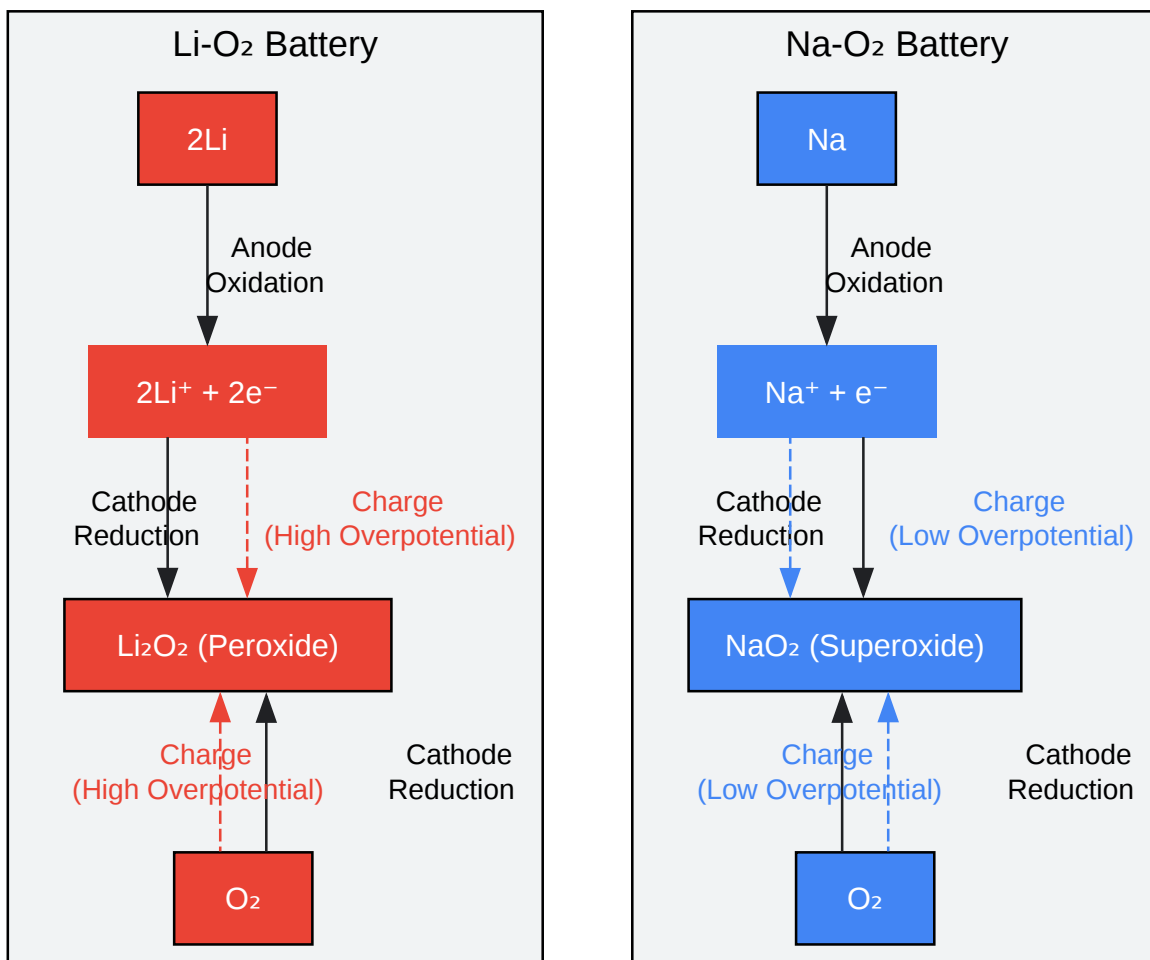 Li-O₂ Battery
2Li
Anode
Oxidation
2Li⁺ + 2e⁻
Cathode
Reduction
Charge
(High Overpotential)
Li₂O₂ (Peroxide)
Charge
(High Overpotential)
Cathode
Reduction
O₂
Na-O₂ Battery
Na
Anode
Oxidation
Na⁺ + e⁻
Cathode
Reduction
Charge
(Low Overpotential)
NaO₂ (Superoxide)
Charge
(Low Overpotential)
Cathode
Reduction
O₂